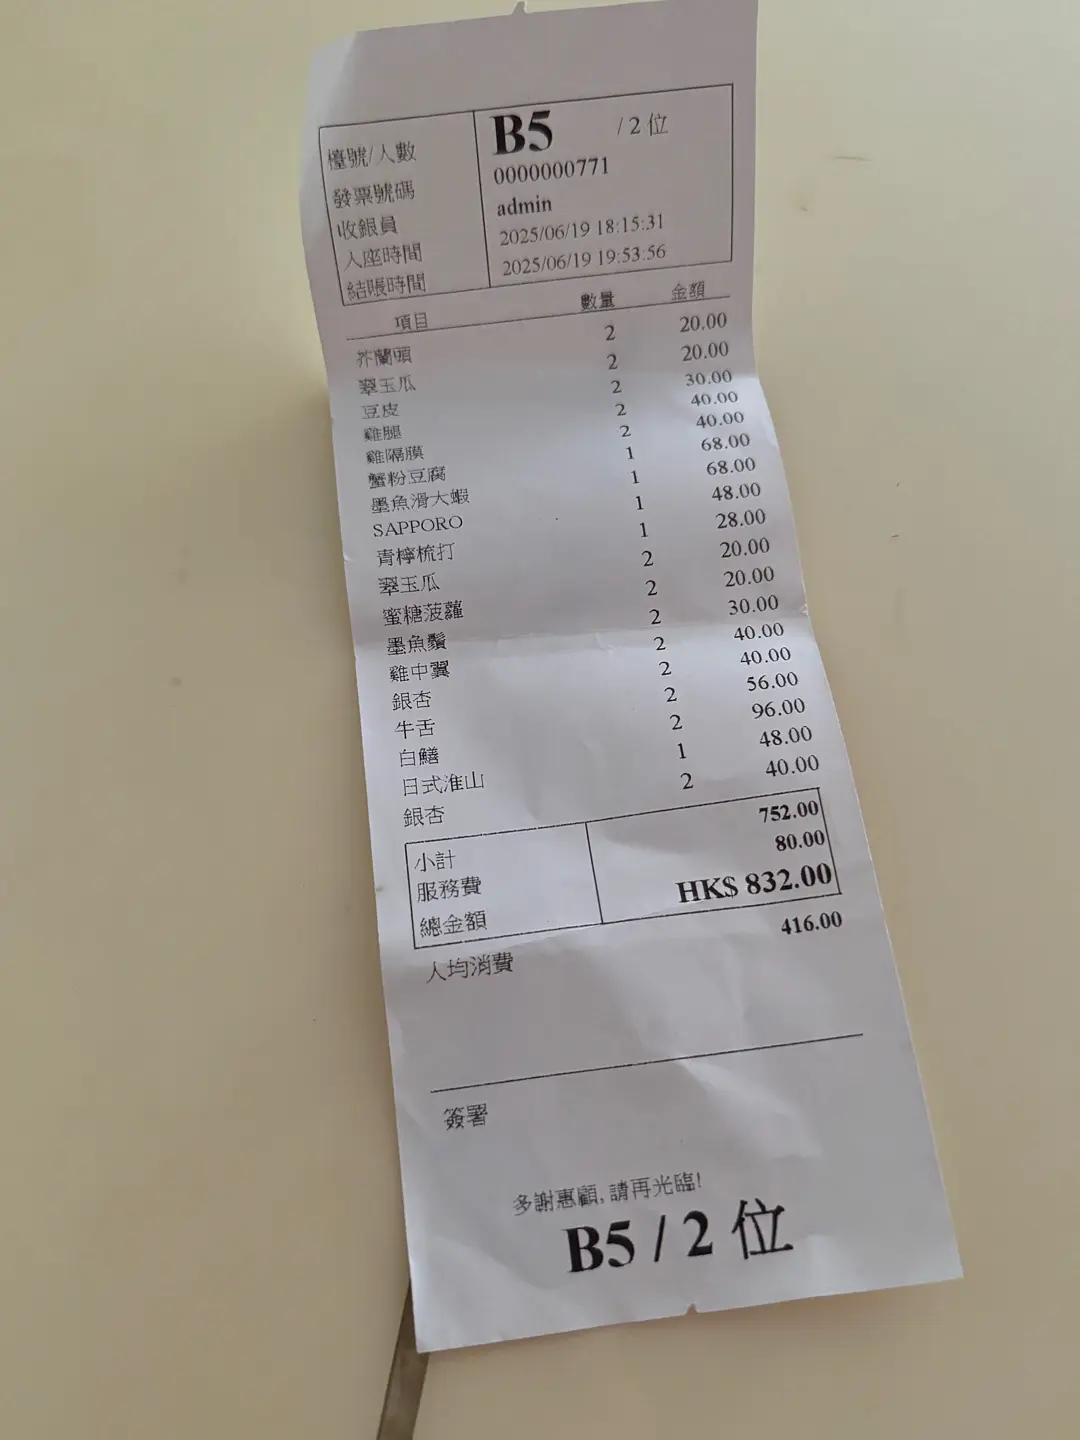 檯號/人數 B5 / 2 位
發票號碼 0000000771
收銀員 admin
入座時間 2025/06/19 18:15:31
結賬時間 2025/06/19 19:53:56
項目 數量 金額
芥蘭頭 2 20.00
翠玉瓜 2 20.00
豆皮 2 30.00
雞腿 2 40.00
雞隔膜 2 40.00
蟹粉豆腐 1 68.00
墨魚滑大蝦 1 68.00
SAPPORO 1 48.00
青檸梳打 1 28.00
翠玉瓜 2 20.00
蜜糖菠蘿 2 20.00
墨魚鬚 2 30.00
雞中翼 2 40.00
銀杏 2 40.00
牛舌 2 56.00
白鱔 2 96.00
日式淮山 1 48.00
銀杏 2 40.00
小計 752.00
服務費 80.00
總金額 HK$ 832.00
人均消費 416.00
簽署
多謝惠顧, 請再光臨!
B5 / 2 位